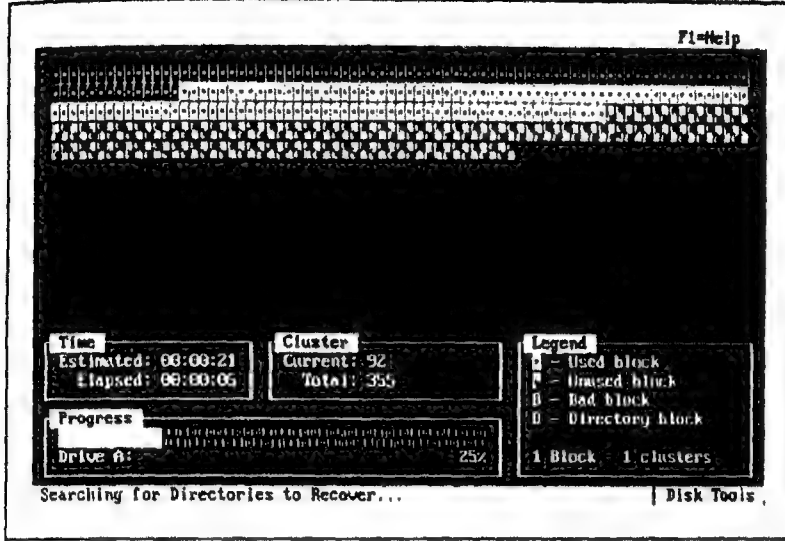 F1=Help
Time
Estimated: 00:00:21
Elapsed: 00:00:06
Cluster
Current: 92
Total: 355
Legend
- Used block
- Unused block
B - Bad block
D - Directory block
1 Block - 1 clusters
Progress
Drive A: 25%
Searching for Directories to Recover...
Disk Tools